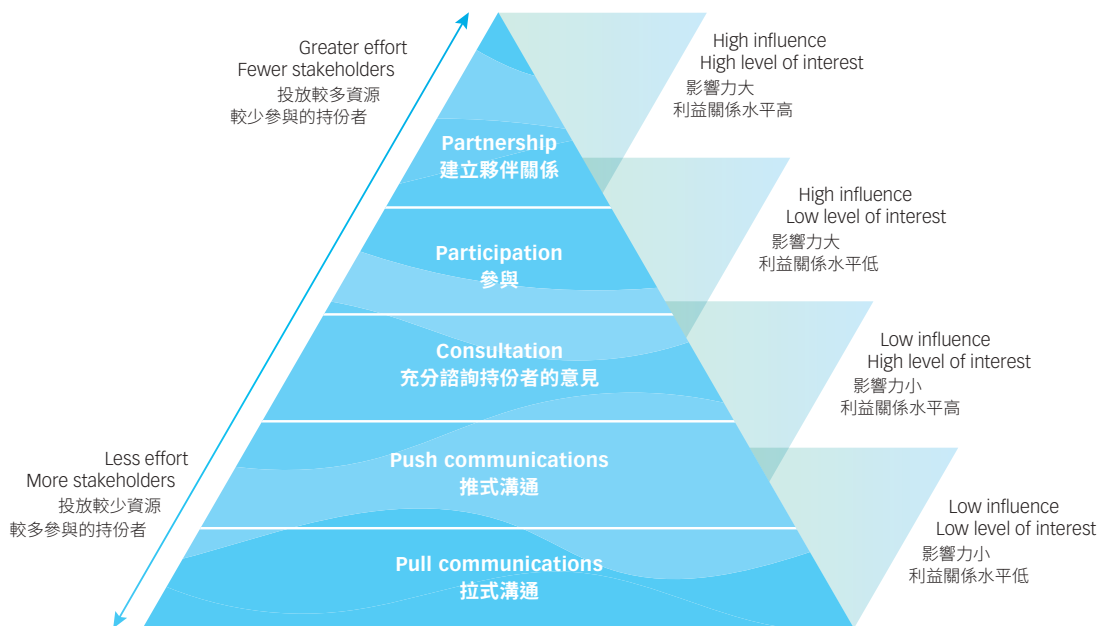 Greater effort
Fewer stakeholders
投放較多資源
較少參與的持份者
High influence
High level of interest
影響力大
利益關係水平高
Partnership
建立夥伴關係
High influence
Low level of interest
影響力大
利益關係水平低
Participation
參與
Low influence
High level of interest
影響力小
利益關係水平高
Consultation
充分諮詢持份者的意見
Less effort
More stakeholders
投放較少資源
較多參與的持份者
Push communications
推式溝通
Low influence
Low level of interest
影響力小
利益關係水平低
Pull communications
拉式溝通